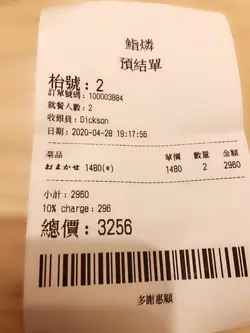 鮨燐
預結單
枱號：2
訂單號碼：100003884
就餐人數：2
收銀員：Dickson
日期：2020-04-28 19:17:56
菜品 單價 數量 金額
おまかせ 1480(*) 1480 2 2960
小計：2960
10% charge：296
總價：3256
多謝惠顧